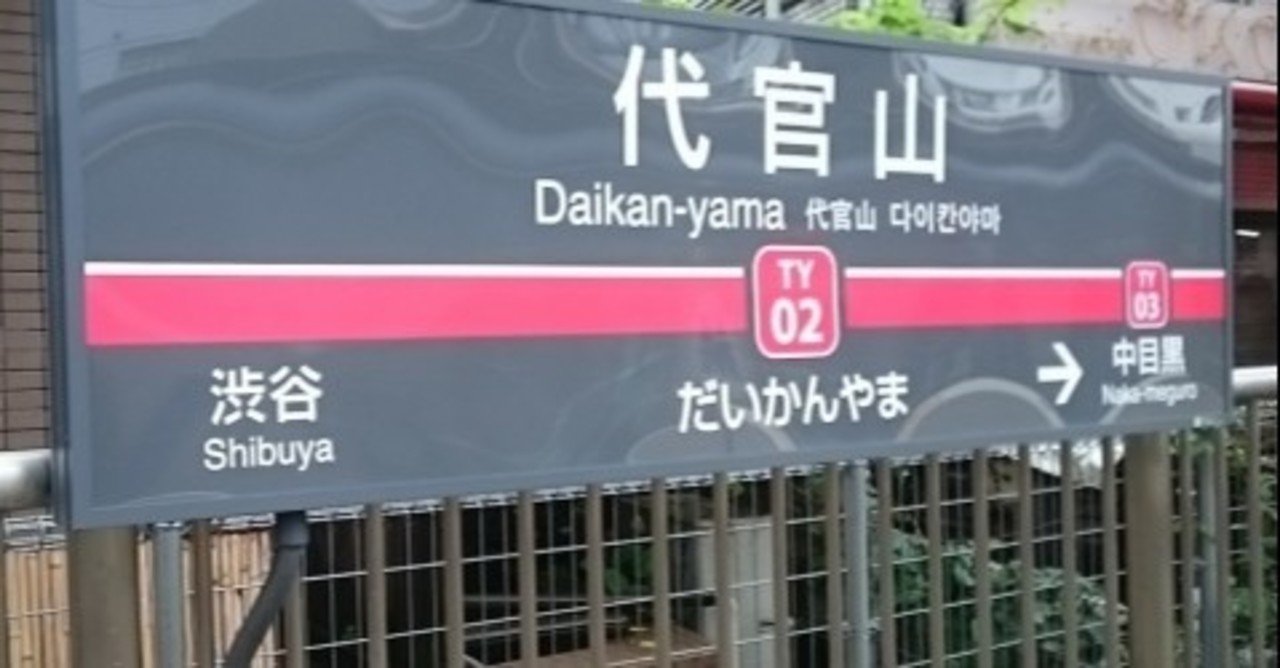 代官山
Daikan-yama 代官山 다이칸야마
TY
02
TY
03
渋谷
Shibuya
だいかんやま
→ 中目黒
Naka-meguro